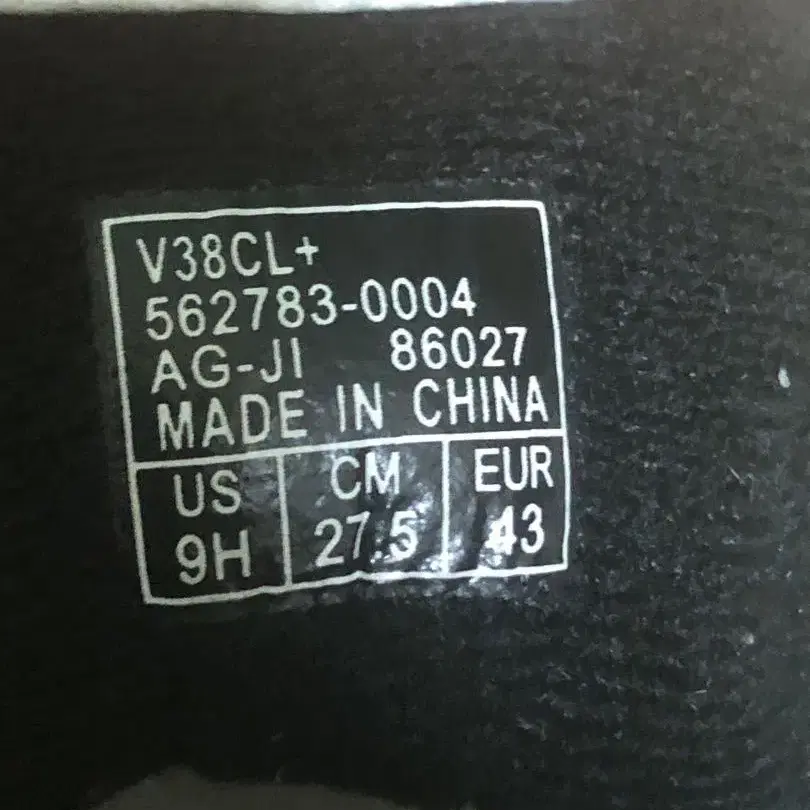 V38CL+
562783-0004
AG-JI 86027
MADE IN CHINA
US CM EUR
9H 27.5 43